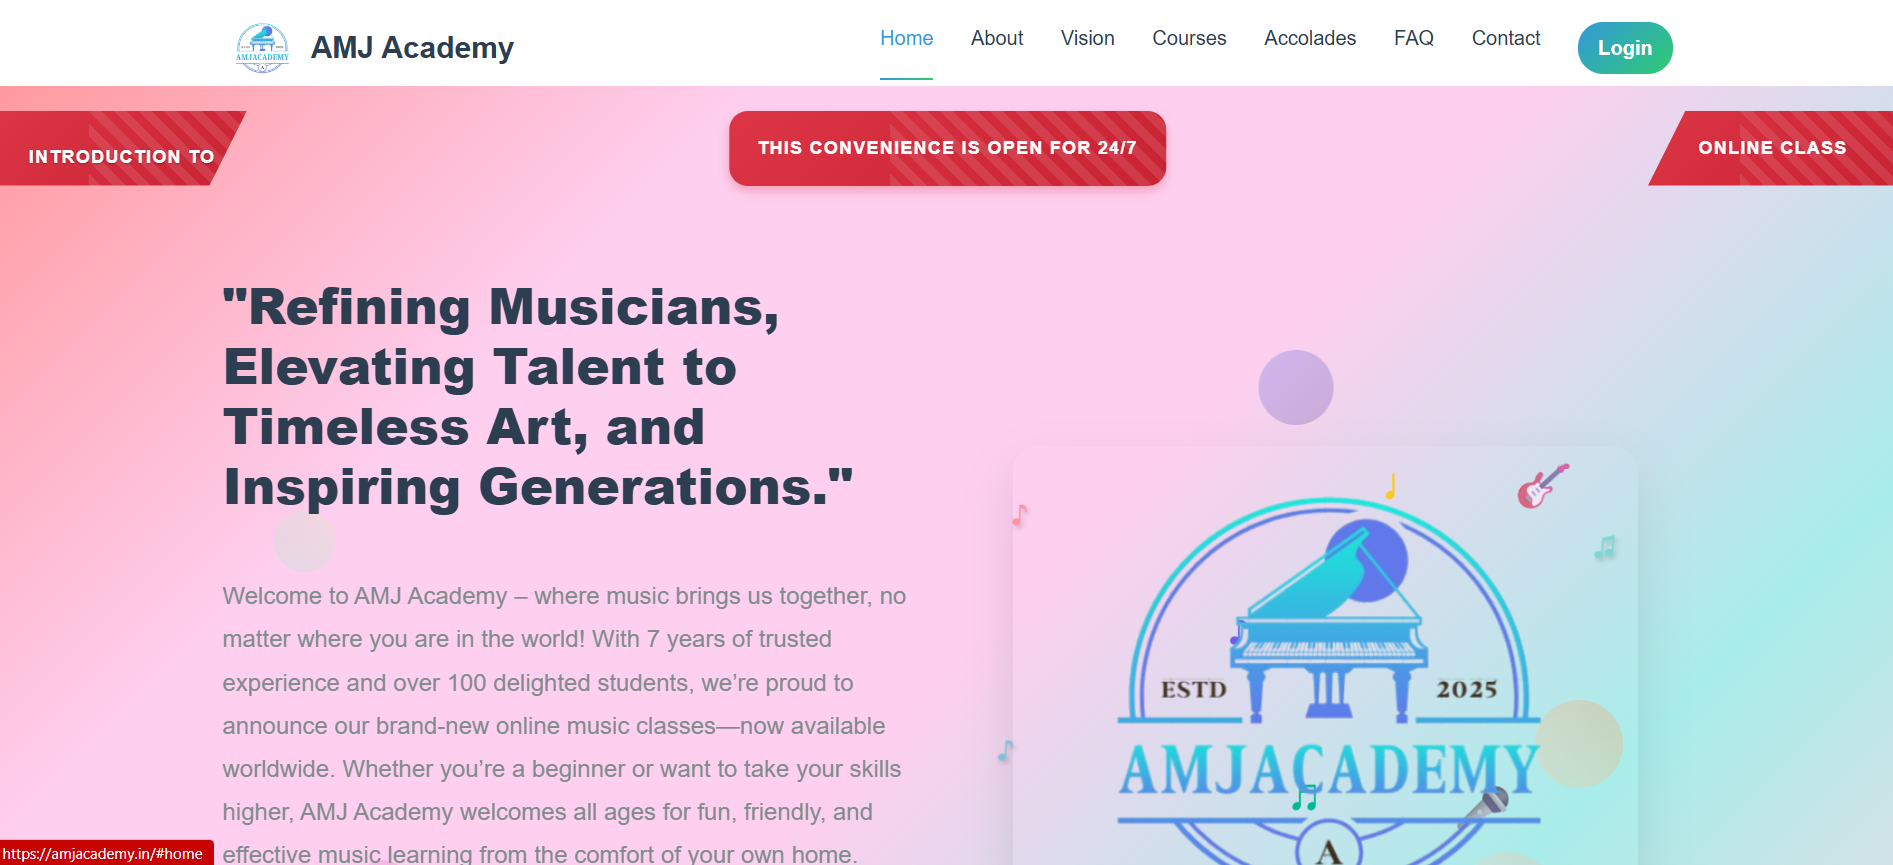 AMJ Academy
Home
About
Vision
Courses
Accolades
FAQ
Contact
Login
INTRODUCTION TO
THIS CONVENIENCE IS OPEN FOR 24/7
ONLINE CLASS
"Refining Musicians,
Elevating Talent to
Timeless Art, and
Inspiring Generations."
Welcome to AMJ Academy – where music brings us together, no
matter where you are in the world! With 7 years of trusted
experience and over 100 delighted students, we’re proud to
announce our brand-new online music classes—now available
worldwide. Whether you’re a beginner or want to take your skills
higher, AMJ Academy welcomes all ages for fun, friendly, and
effective music learning from the comfort of your own home.
ESTD 2025
AMJACADEMY
A
https://amjacademy.in/#home